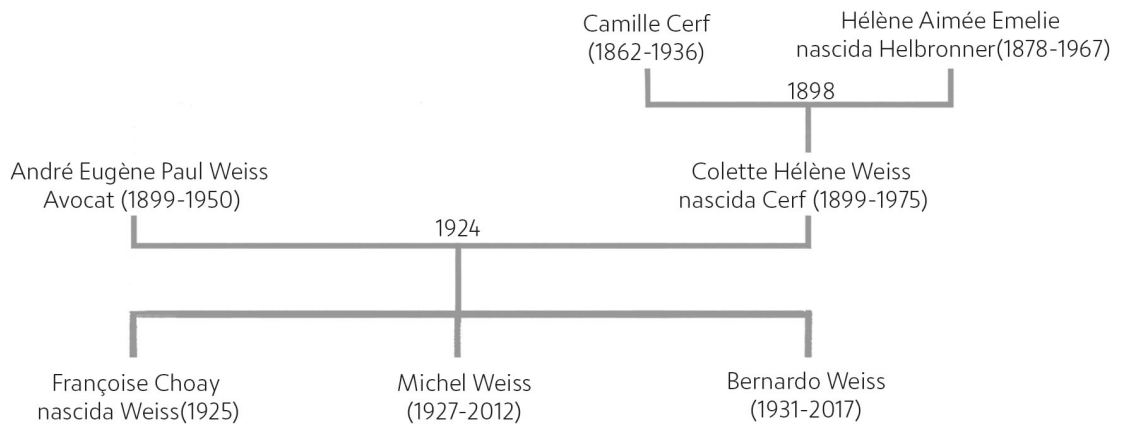 Camille Cerf
(1862-1936)
Hélène Aimée Emelie
nascida Helbronner(1878-1967)
1898
André Eugène Paul Weiss
Avocat (1899-1950)
Colette Hélène Weiss
nascida Cerf (1899-1975)
1924
Françoise Choay
nascida Weiss(1925)
Michel Weiss
(1927-2012)
Bernardo Weiss
(1931-2017)